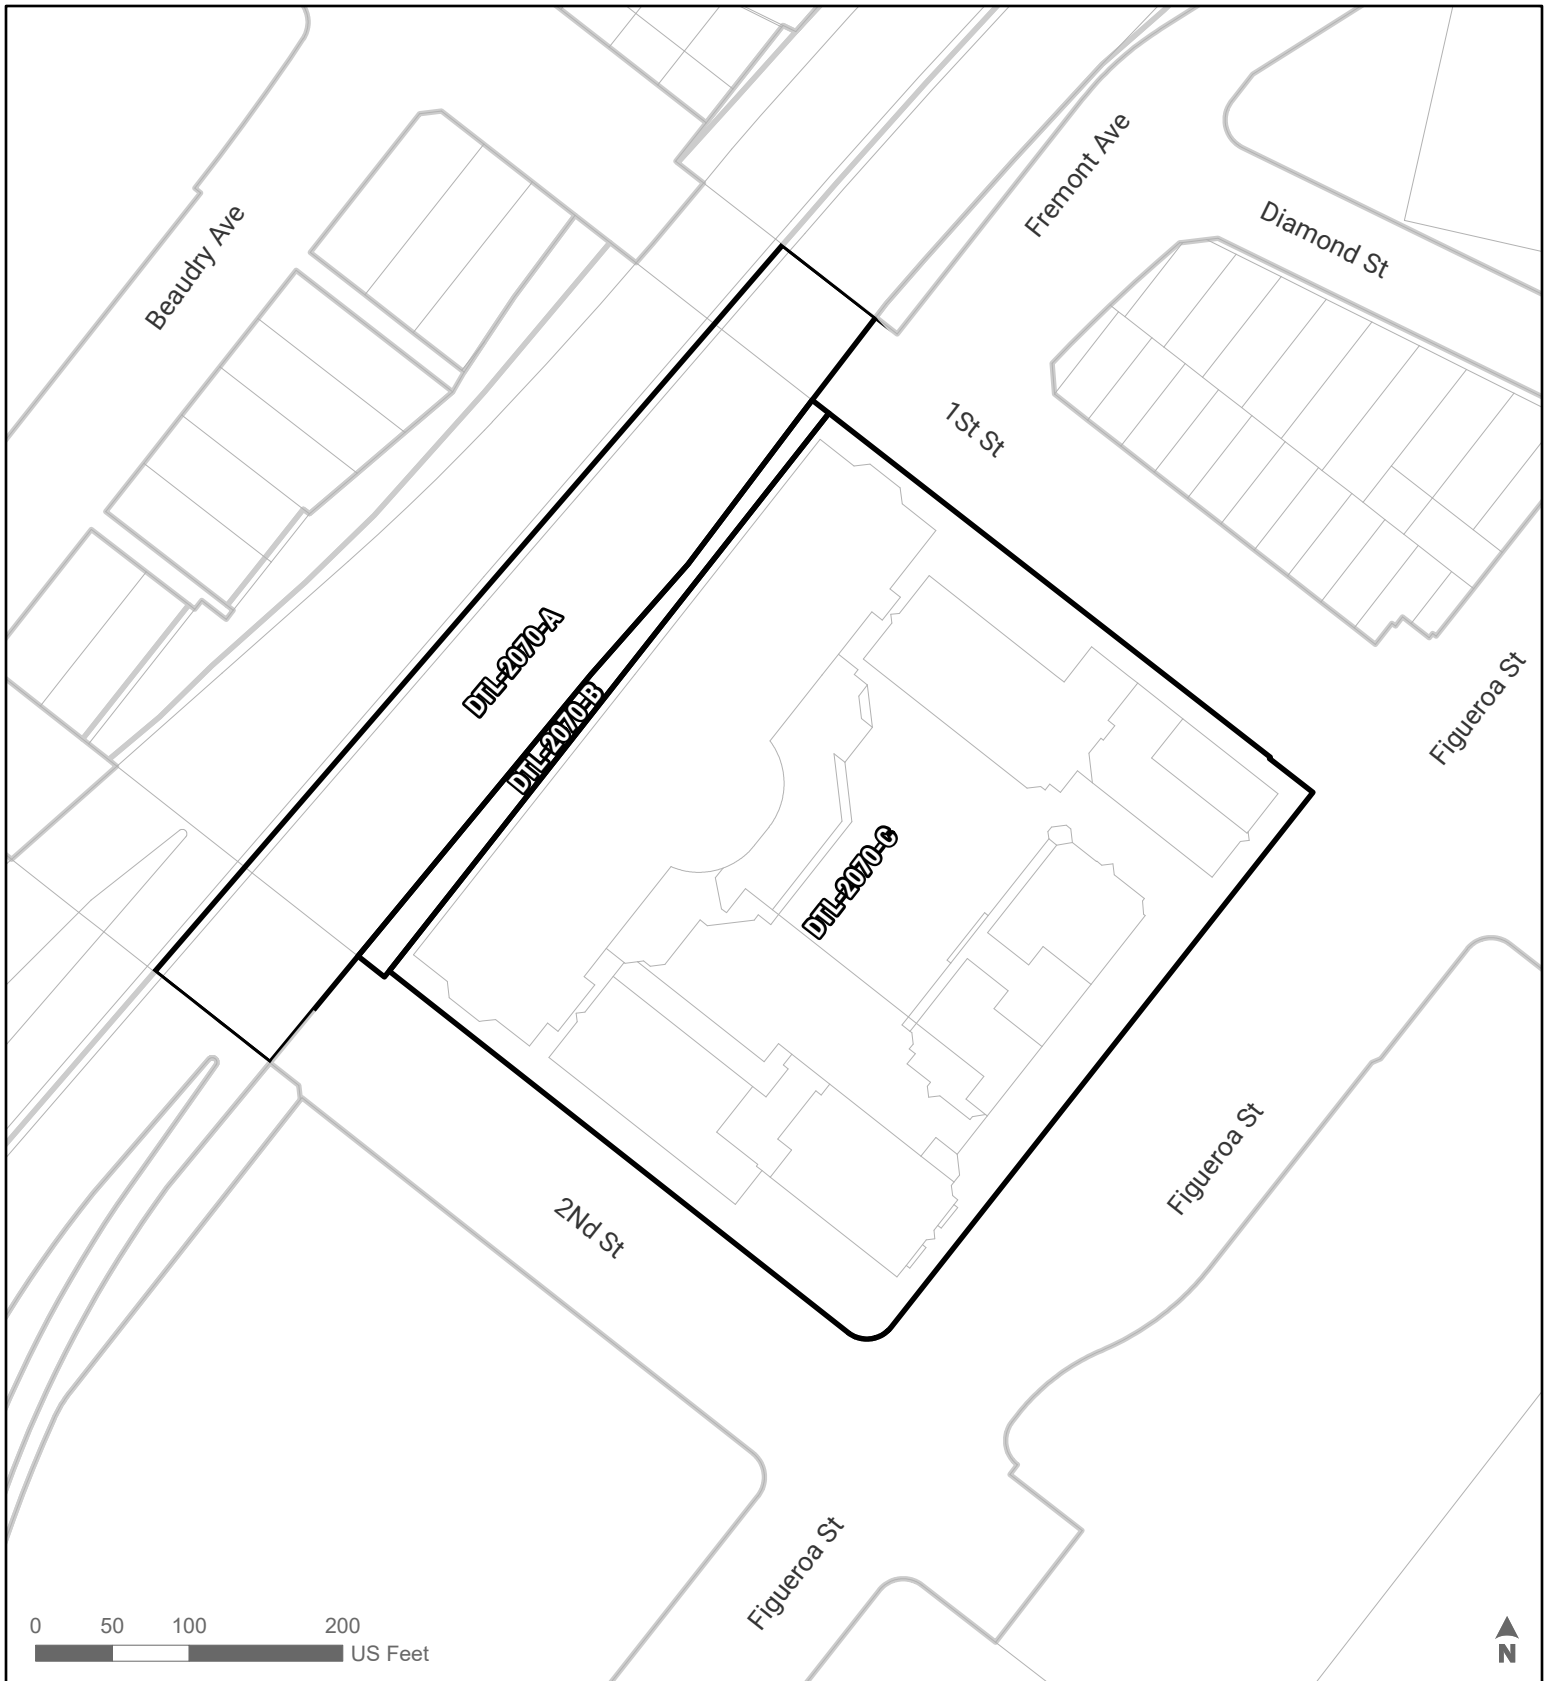 Fremont Ave
Diamond St
Beaudry Ave
1St St
DTL-2070-A
DTL-2070-B
Figueroa St
DTL-2070-C
Figueroa St
2Nd St
Figueroa St
0 50 100 200
US Feet
N